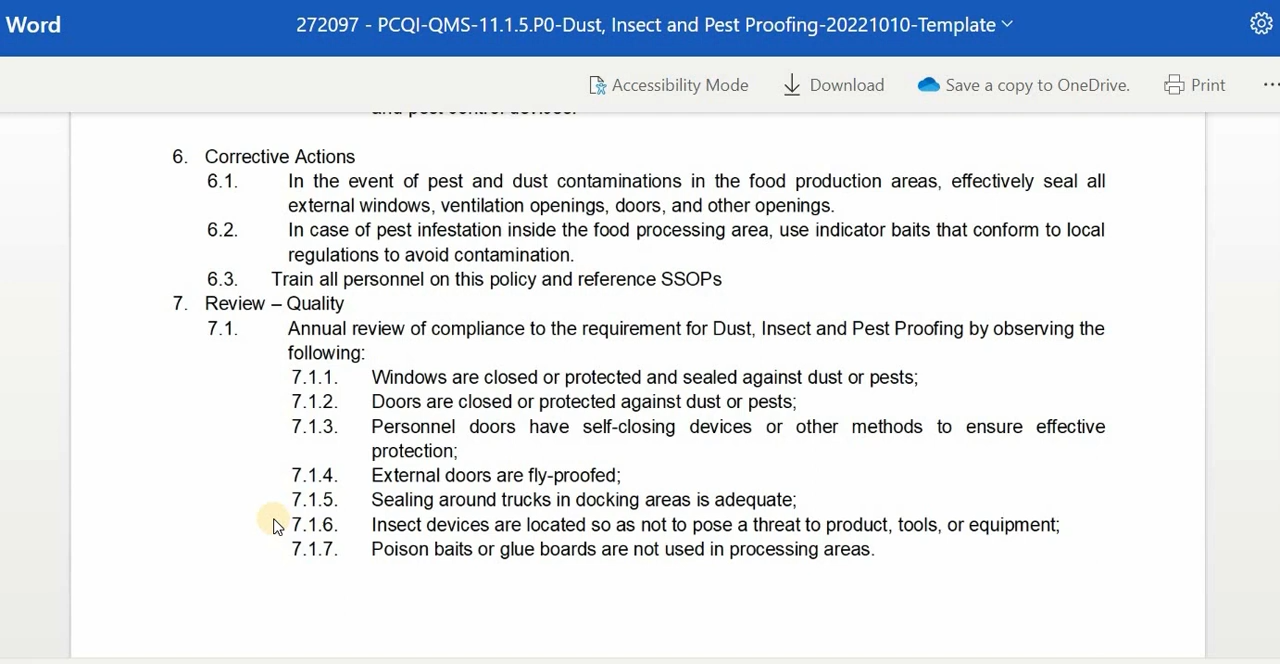 Word
272097 - PCQI-QMS-11.1.5.P0-Dust, Insect and Pest Proofing-20221010-Template
Accessibility Mode
Download
Save a copy to OneDrive.
Print
and pest control devices.
6. Corrective Actions
6.1. In the event of pest and dust contaminations in the food production areas, effectively seal all
external windows, ventilation openings, doors, and other openings.
6.2. In case of pest infestation inside the food processing area, use indicator baits that conform to local
regulations to avoid contamination.
6.3. Train all personnel on this policy and reference SSOPs
7. Review – Quality
7.1. Annual review of compliance to the requirement for Dust, Insect and Pest Proofing by observing the
following:
7.1.1. Windows are closed or protected and sealed against dust or pests;
7.1.2. Doors are closed or protected against dust or pests;
7.1.3. Personnel doors have self-closing devices or other methods to ensure effective
protection;
7.1.4. External doors are fly-proofed;
7.1.5. Sealing around trucks in docking areas is adequate;
7.1.6. Insect devices are located so as not to pose a threat to product, tools, or equipment;
7.1.7. Poison baits or glue boards are not used in processing areas.